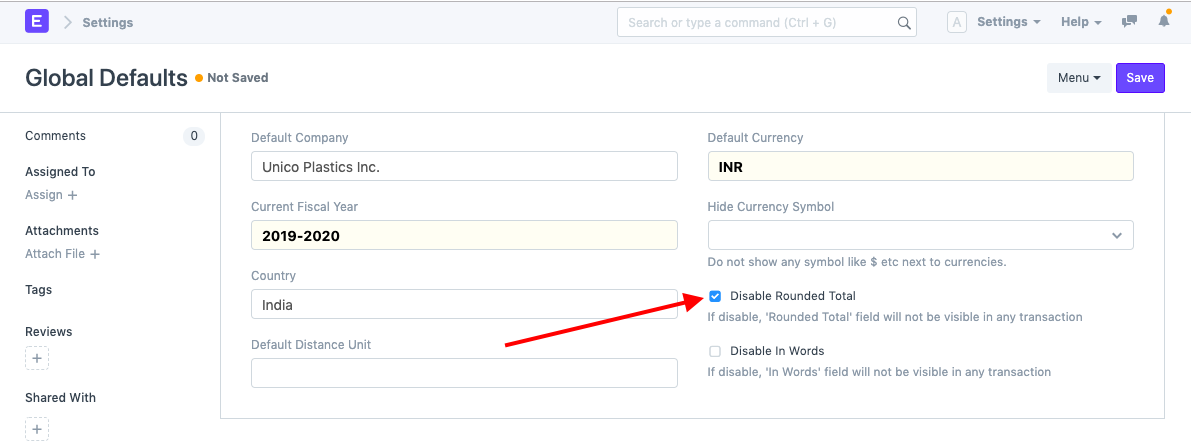 E Settings Search or type a command (Ctrl + G) A Settings Help
Global Defaults Not Saved Menu Save
Comments 0
Assigned To
Assign +
Attachments
Attach File +
Tags
Reviews
+
Shared With
+
Default Company
Unico Plastics Inc.
Current Fiscal Year
2019-2020
Country
India
Default Distance Unit
Default Currency
INR
Hide Currency Symbol
Do not show any symbol like $ etc next to currencies.
Disable Rounded Total
If disable, 'Rounded Total' field will not be visible in any transaction
Disable In Words
If disable, 'In Words' field will not be visible in any transaction